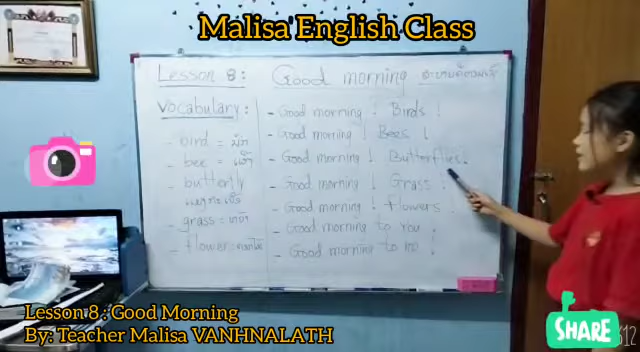 Malisa English Class
Lesson 8: Good morning
Vocabulary:
- bird =
- bee =
- butterfly
- grass =
- flower =
- Good morning ! Birds !
- Good morning ! Bees !
- Good morning ! Butterflies!
- Good morning ! Grass !
- Good morning ! flowers !
- Good morning to you.
- Good morning to me !
Lesson 8 : Good Morning
By: Teacher Malisa VANHNALATH
SHARE